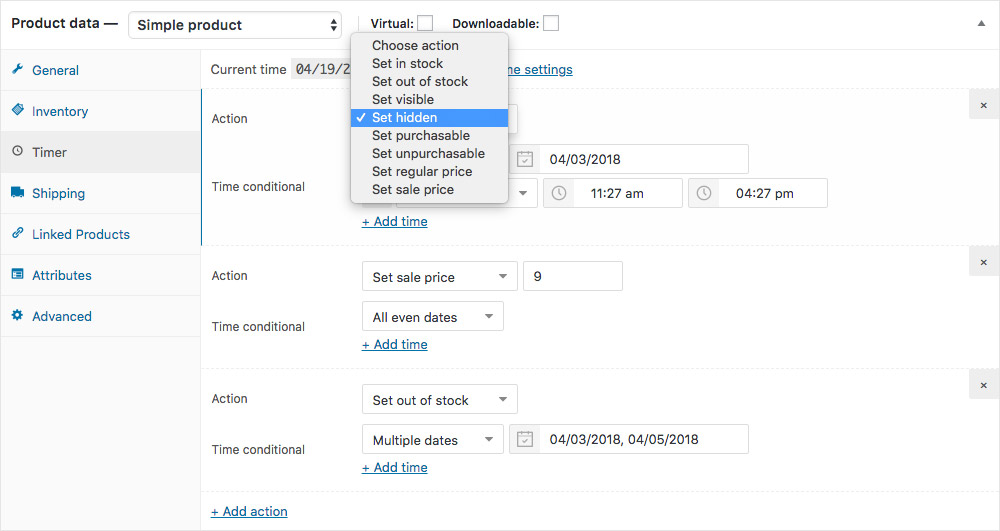 Product data — Simple product Virtual: Downloadable:
General
Inventory
Timer
Shipping
Linked Products
Attributes
Advanced
Current time 04/19/2 settings
Choose action
Set in stock
Set out of stock
Set visible
✓ Set hidden
Set purchasable
Set unpurchasable
Set regular price
Set sale price
Action ×
04/03/2018
Time conditional 11:27 am 04:27 pm
+ Add time
Action Set sale price 9 ×
Time conditional All even dates
+ Add time
Action Set out of stock ×
Time conditional Multiple dates 04/03/2018, 04/05/2018
+ Add time
+ Add action